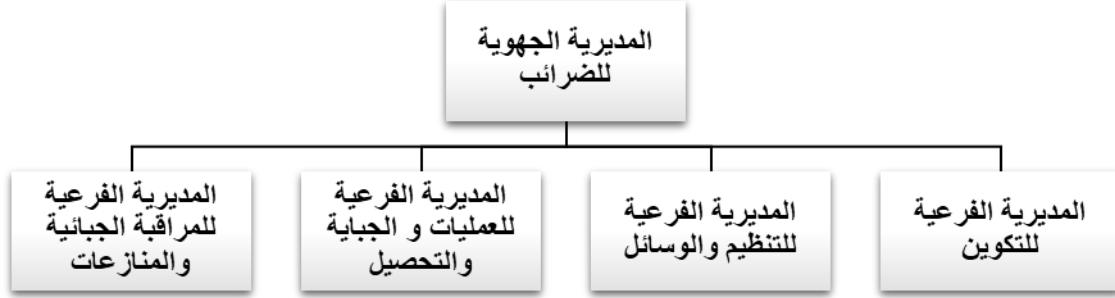 المديرية الجهوية
للضرائب
المديرية الفرعية
للتكوين
المديرية الفرعية
للتنظيم والوسائل
المديرية الفرعية
للعمليات و الجباية
والتحصيل
المديرية الفرعية
للمراقبة الجبائية
والمنازعات